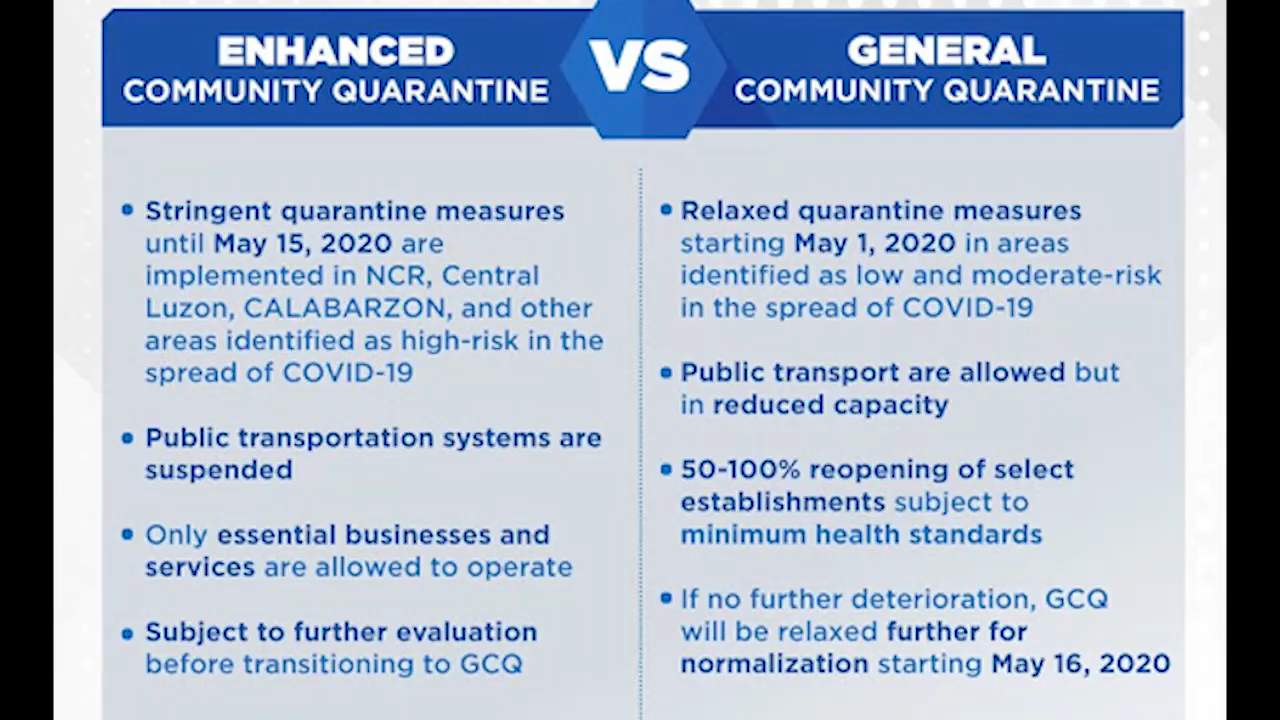 ENHANCED
COMMUNITY QUARANTINE
VS
GENERAL
COMMUNITY QUARANTINE
• Stringent quarantine measures
until May 15, 2020 are
implemented in NCR, Central
Luzon, CALABARZON, and other
areas identified as high-risk in the
spread of COVID-19
• Public transportation systems are
suspended
• Only essential businesses and
services are allowed to operate
• Subject to further evaluation
before transitioning to GCQ
• Relaxed quarantine measures
starting May 1, 2020 in areas
identified as low and moderate-risk
in the spread of COVID-19
• Public transport are allowed but
in reduced capacity
• 50-100% reopening of select
establishments subject to
minimum health standards
• If no further deterioration, GCQ
will be relaxed further for
normalization starting May 16, 2020